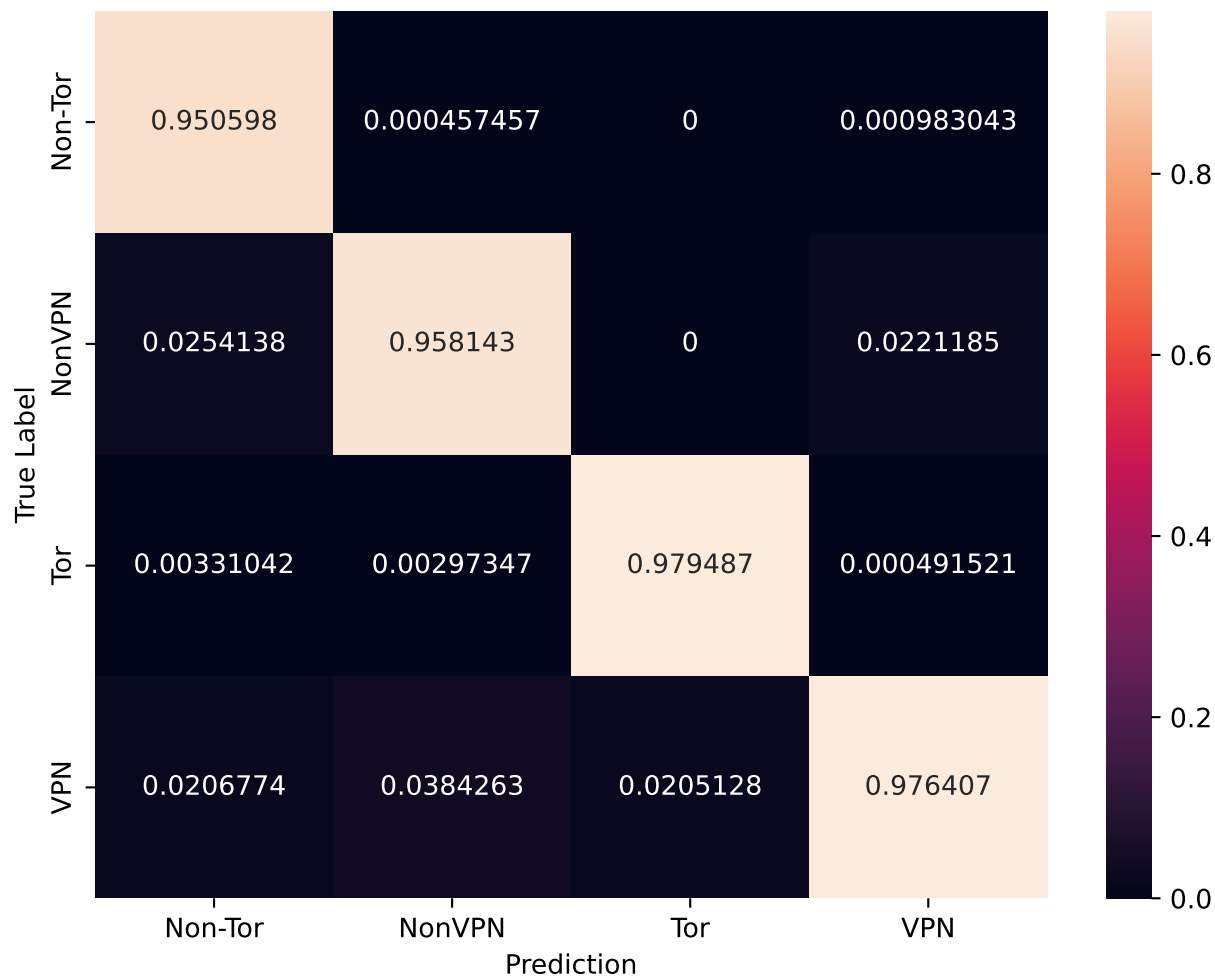 Non-Tor 0.950598 0.000457457 0 0.000983043
NonVPN 0.0254138 0.958143 0 0.0221185
Tor 0.00331042 0.00297347 0.979487 0.000491521
VPN 0.0206774 0.0384263 0.0205128 0.976407
Non-Tor NonVPN Tor VPN
Prediction
True Label
0.8
0.6
0.4
0.2
0.0